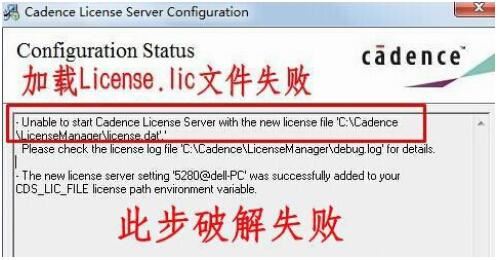 Cadence License Server Configuration
Configuration Status
cādence
加载License.lic文件失败
- Unable to start Cadence License Server with the new license file 'C:\Cadence
\LicenseManager\license.dat'.'
Please check the license log file 'C:\Cadence\LicenseManager\debug.log' for details.
- The new license server setting '5280@dell-PC' was successfully added to your
CDS_LIC_FILE license path environment variable.
此步破解失败